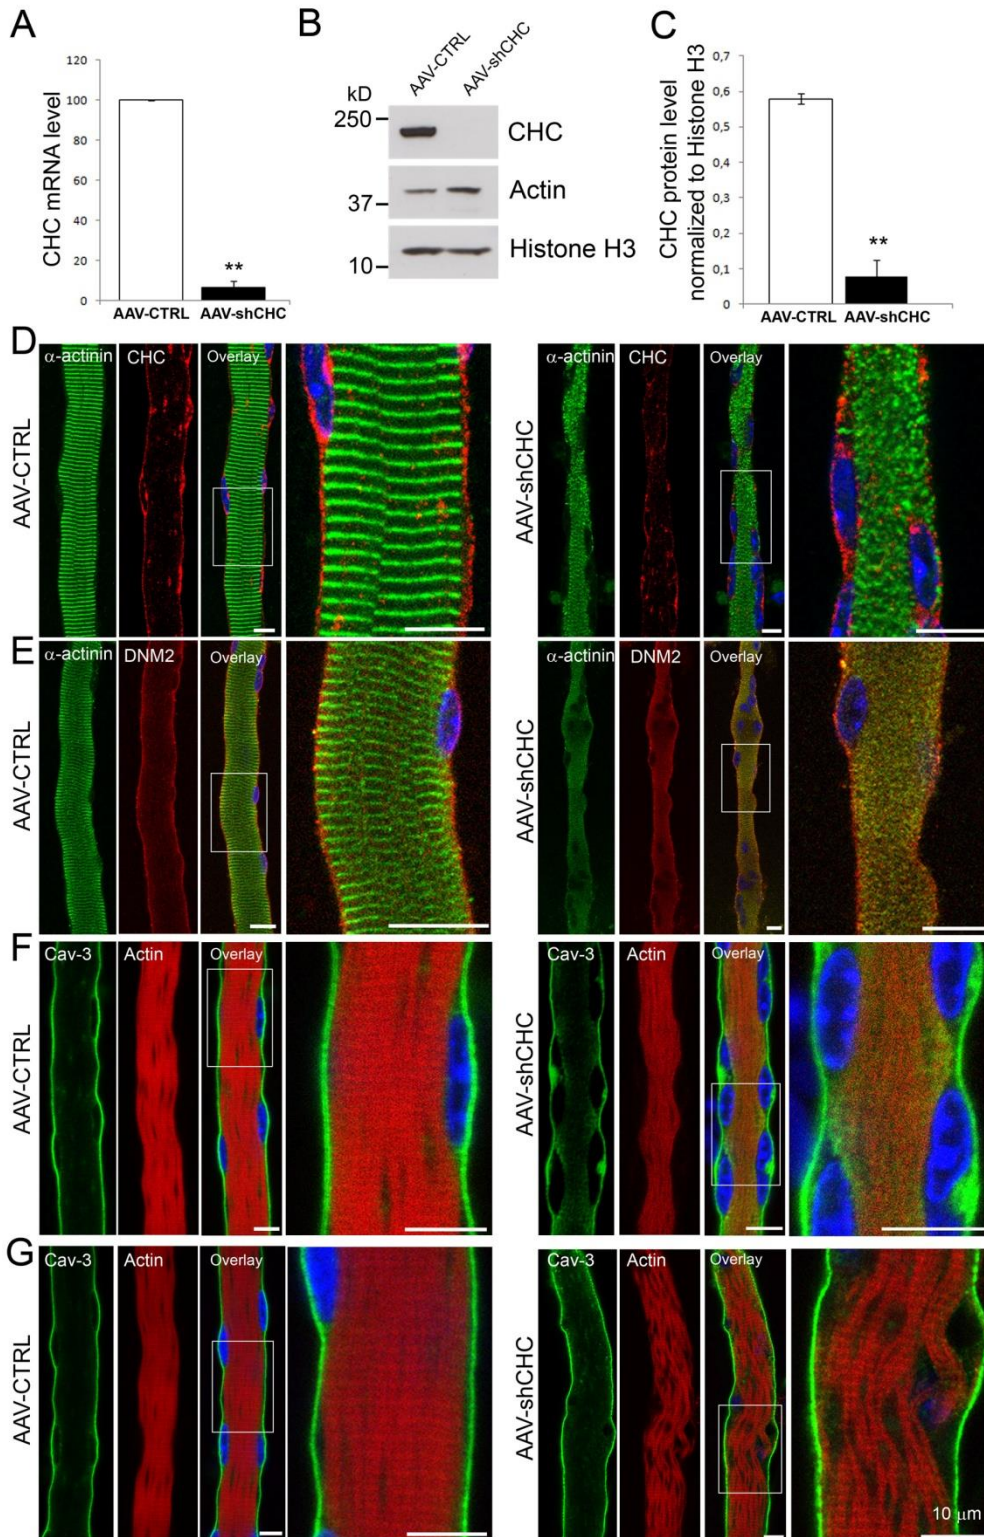 A
CHC mRNA level
120
100
80
60
40
20
0
**
AAV-CTRL AAV-shCHC
B
AAV-CTRL
AAV-shCHC
kD
250
CHC
Actin
37
Histone H3
10
C
CHC protein level
normalized to Histone H3
0,8
0,7
0,6
0,5
0,4
0,3
0,2
0,1
0
**
AAV-CTRL AAV-shCHC
D
AAV-CTRL
α-actinin CHC Overlay
AAV-shCHC
α-actinin CHC Overlay
E
AAV-CTRL
α-actinin DNM2 Overlay
AAV-shCHC
α-actinin DNM2 Overlay
F
AAV-CTRL
Cav-3 Actin Overlay
AAV-shCHC
Cav-3 Actin Overlay
G
AAV-CTRL
Cav-3 Actin Overlay
AAV-shCHC
Cav-3 Actin Overlay
10 μm